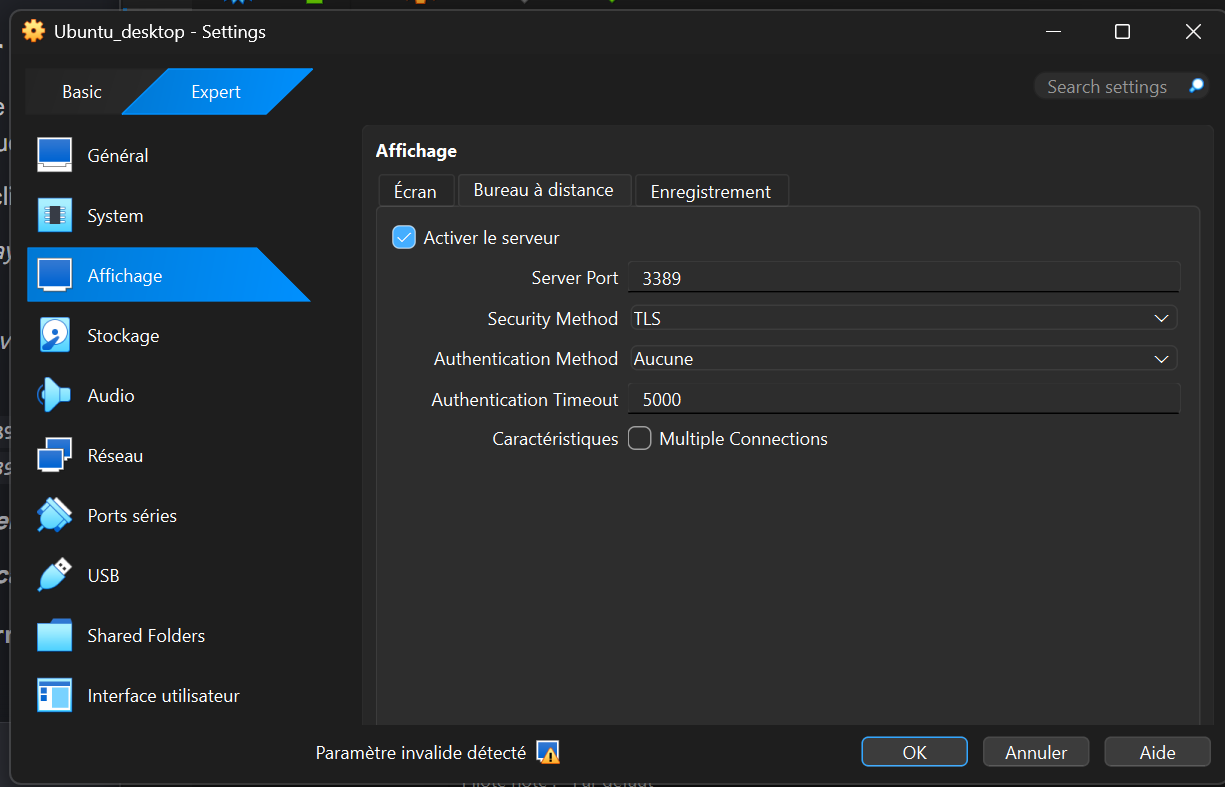 Ubuntu_desktop - Settings
Basic
Expert
Search settings
Général
System
Affichage
Stockage
Audio
Réseau
Ports séries
USB
Shared Folders
Interface utilisateur
Affichage
Écran
Bureau à distance
Enregistrement
Activer le serveur
Server Port 3389
Security Method TLS
Authentication Method Aucune
Authentication Timeout 5000
Caractéristiques Multiple Connections
Paramètre invalide détecté
OK
Annuler
Aide